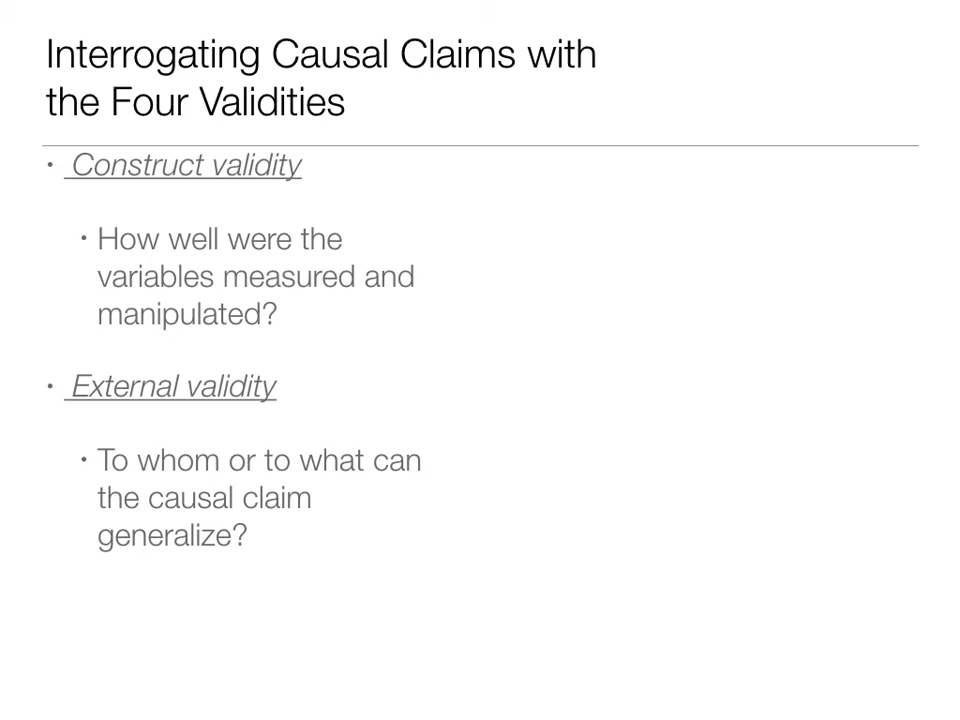 Interrogating Causal Claims with
the Four Validities
• Construct validity
• How well were the
variables measured and
manipulated?
• External validity
• To whom or to what can
the causal claim
generalize?